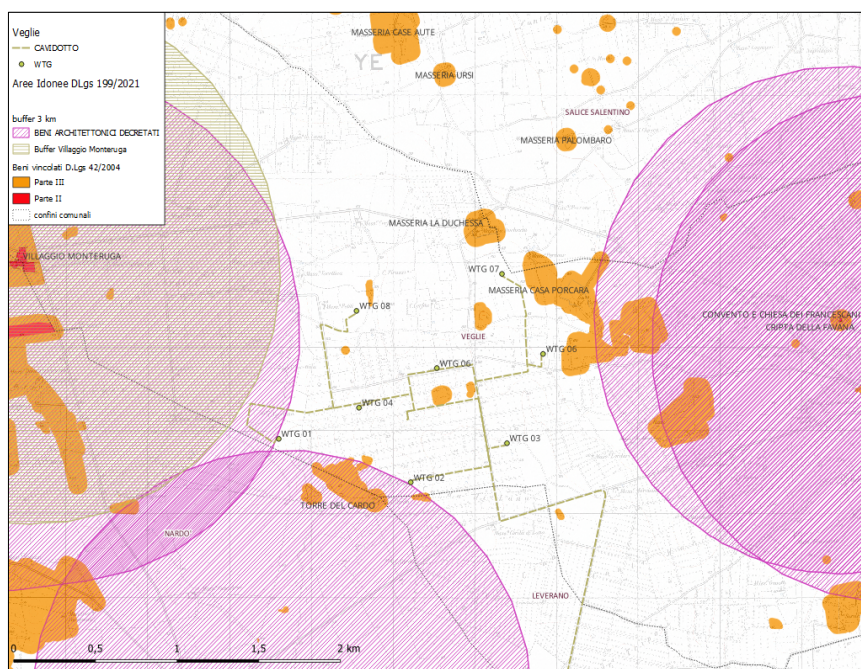 Veglie
CAVIDOTTO
WTG
Aree Idonee DLgs 199/2021
buffer 3 km
BENI ARCHITETTONICI DECRETATI
Buffer Villaggio Monteruga
Beni vincolati D.Lgs 42/2004
Parte III
Parte II
confini comunali
MASSERIA CASE AUTE
YE
MASSERIA URSI
SALICE SALENTINO
MASSERIA PALOMBARO
MASSERIA LA DUCHESSA
VILLAGGIO MONTERUGA
WTG 07
MASSERIA CASA PORCARA
WTG 08
CONVENTO E CHIESA DEI FRANCESCANI
CRIPTA DELLA FAVANA
VEGLIE
WTG 06
WTG 06
WTG 04
WTG 01
WTG 03
WTG 02
TORRE DEL CARDO
NARDO'
LEVERANO
0 0,5 1 1,5 2 km